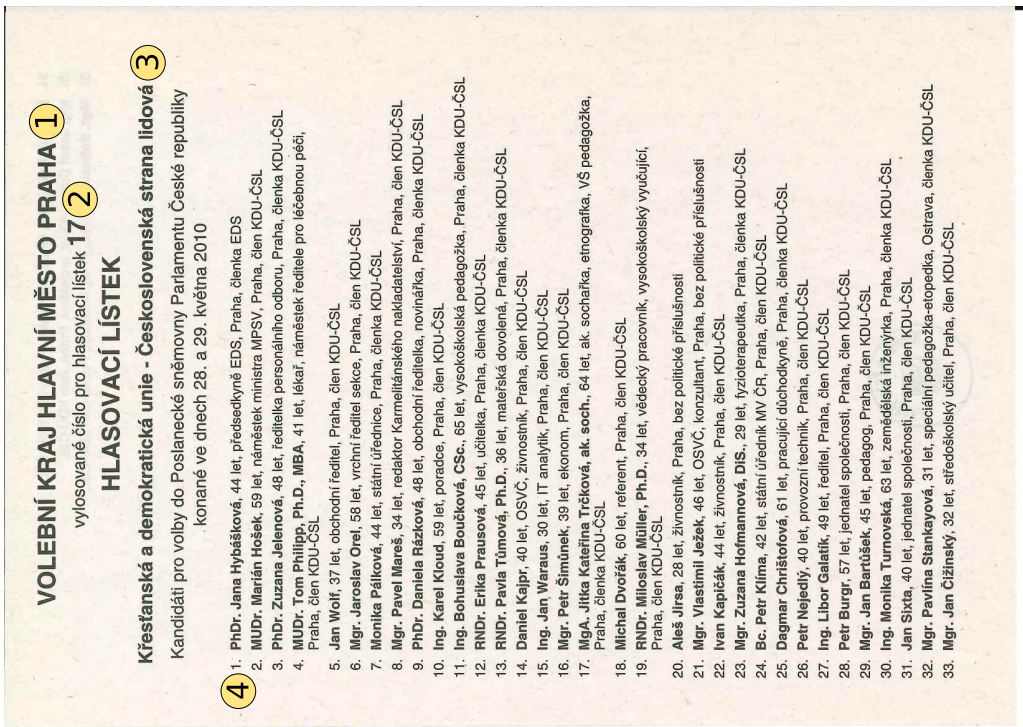 VOLEBNÍ KRAJ HLAVNÍ MĚSTO PRAHA 1
vylosované číslo pro hlasovací lístek 17 2
HLASOVACÍ LÍSTEK
Křesťanská a demokratická unie - Československá strana lidová 3
Kandidáti pro volby do Poslanecké sněmovny Parlamentu České republiky
konané ve dnech 28. a 29. května 2010
4
1. PhDr. Jana Hybášková, 44 let, předsedkyně EDS, Praha, členka EDS
2. MUDr. Marián Hošek, 59 let, náměstek ministra MPSV, Praha, člen KDU-ČSL
3. PhDr. Zuzana Jelenová, 48 let, ředitelka personálního odboru, Praha, členka KDU-ČSL
4. MUDr. Tom Philipp, Ph.D., MBA, 41 let, lékař, náměstek ředitele pro léčebnou péči,
Praha, člen KDU-ČSL
5. Jan Wolf, 37 let, obchodní ředitel, Praha, člen KDU-ČSL
6. Mgr. Jaroslav Orel, 58 let, vrchní ředitel sekce, Praha, člen KDU-ČSL
7. Monika Pálková, 44 let, státní úřednice, Praha, členka KDU-ČSL
8. Mgr. Pavel Mareš, 34 let, redaktor Karmelitánského nakladatelství, Praha, člen KDU-ČSL
9. PhDr. Daniela Rázková, 48 let, obchodní ředitelka, novinářka, Praha, členka KDU-ČSL
10. Ing. Karel Kloud, 59 let, poradce, Praha, člen KDU-ČSL
11. Ing. Bohuslava Boučková, CSc., 65 let, vysokoškolská pedagožka, Praha, členka KDU-ČSL
12. RNDr. Erika Prausová, 45 let, učitelka, Praha, členka KDU-ČSL
13. RNDr. Pavla Tůmová, Ph.D., 36 let, mateřská dovolená, Praha, členka KDU-ČSL
14. Daniel Kajpr, 40 let, OSVČ, živnostník, Praha, člen KDU-ČSL
15. Ing. Jan Waraus, 30 let, IT analytik, Praha, člen KDU-ČSL
16. Mgr. Petr Šimůnek, 39 let, ekonom, Praha, člen KDU-ČSL
17. MgA. Jitka Kateřina Trčková, ak. soch., 64 let, ak. sochařka, etnografka, VŠ pedagožka,
Praha, členka KDU-ČSL
18. Michal Dvořák, 60 let, referent, Praha, člen KDU-ČSL
19. RNDr. Miloslav Müller, Ph.D., 34 let, vědecký pracovník, vysokoškolský vyučující,
Praha, člen KDU-ČSL
20. Aleš Jirsa, 28 let, živnostník, Praha, bez politické příslušnosti
21. Mgr. Vlastimil Ježek, 46 let, OSVČ, konzultant, Praha, bez politické příslušnosti
22. Ivan Kapičák, 44 let, živnostník, Praha, člen KDU-ČSL
23. Mgr. Zuzana Hofmannová, DiS., 29 let, fyzioterapeutka, Praha, členka KDU-ČSL
24. Bc. Petr Klíma, 42 let, státní úředník MV ČR, Praha, člen KDU-ČSL
25. Dagmar Chrištofová, 61 let, pracující důchodkyně, Praha, členka KDU-ČSL
26. Petr Nejedlý, 40 let, provozní technik, Praha, člen KDU-ČSL
27. Ing. Libor Galatík, 49 let, ředitel, Praha, člen KDU-ČSL
28. Petr Burgr, 57 let, jednatel společnosti, Praha, člen KDU-ČSL
29. Mgr. Jan Bartůšek, 45 let, pedagog, Praha, člen KDU-ČSL
30. Ing. Monika Turnovská, 63 let, zemědělská inženýrka, Praha, členka KDU-ČSL
31. Jan Sixta, 40 let, jednatel společnosti, Praha, člen KDU-ČSL
32. Mgr. Pavlína Stankayová, 31 let, speciální pedagožka-etopedka, Ostrava, členka KDU-ČSL
33. Mgr. Jan Čižinský, 32 let, středoškolský učitel, Praha, člen KDU-ČSL